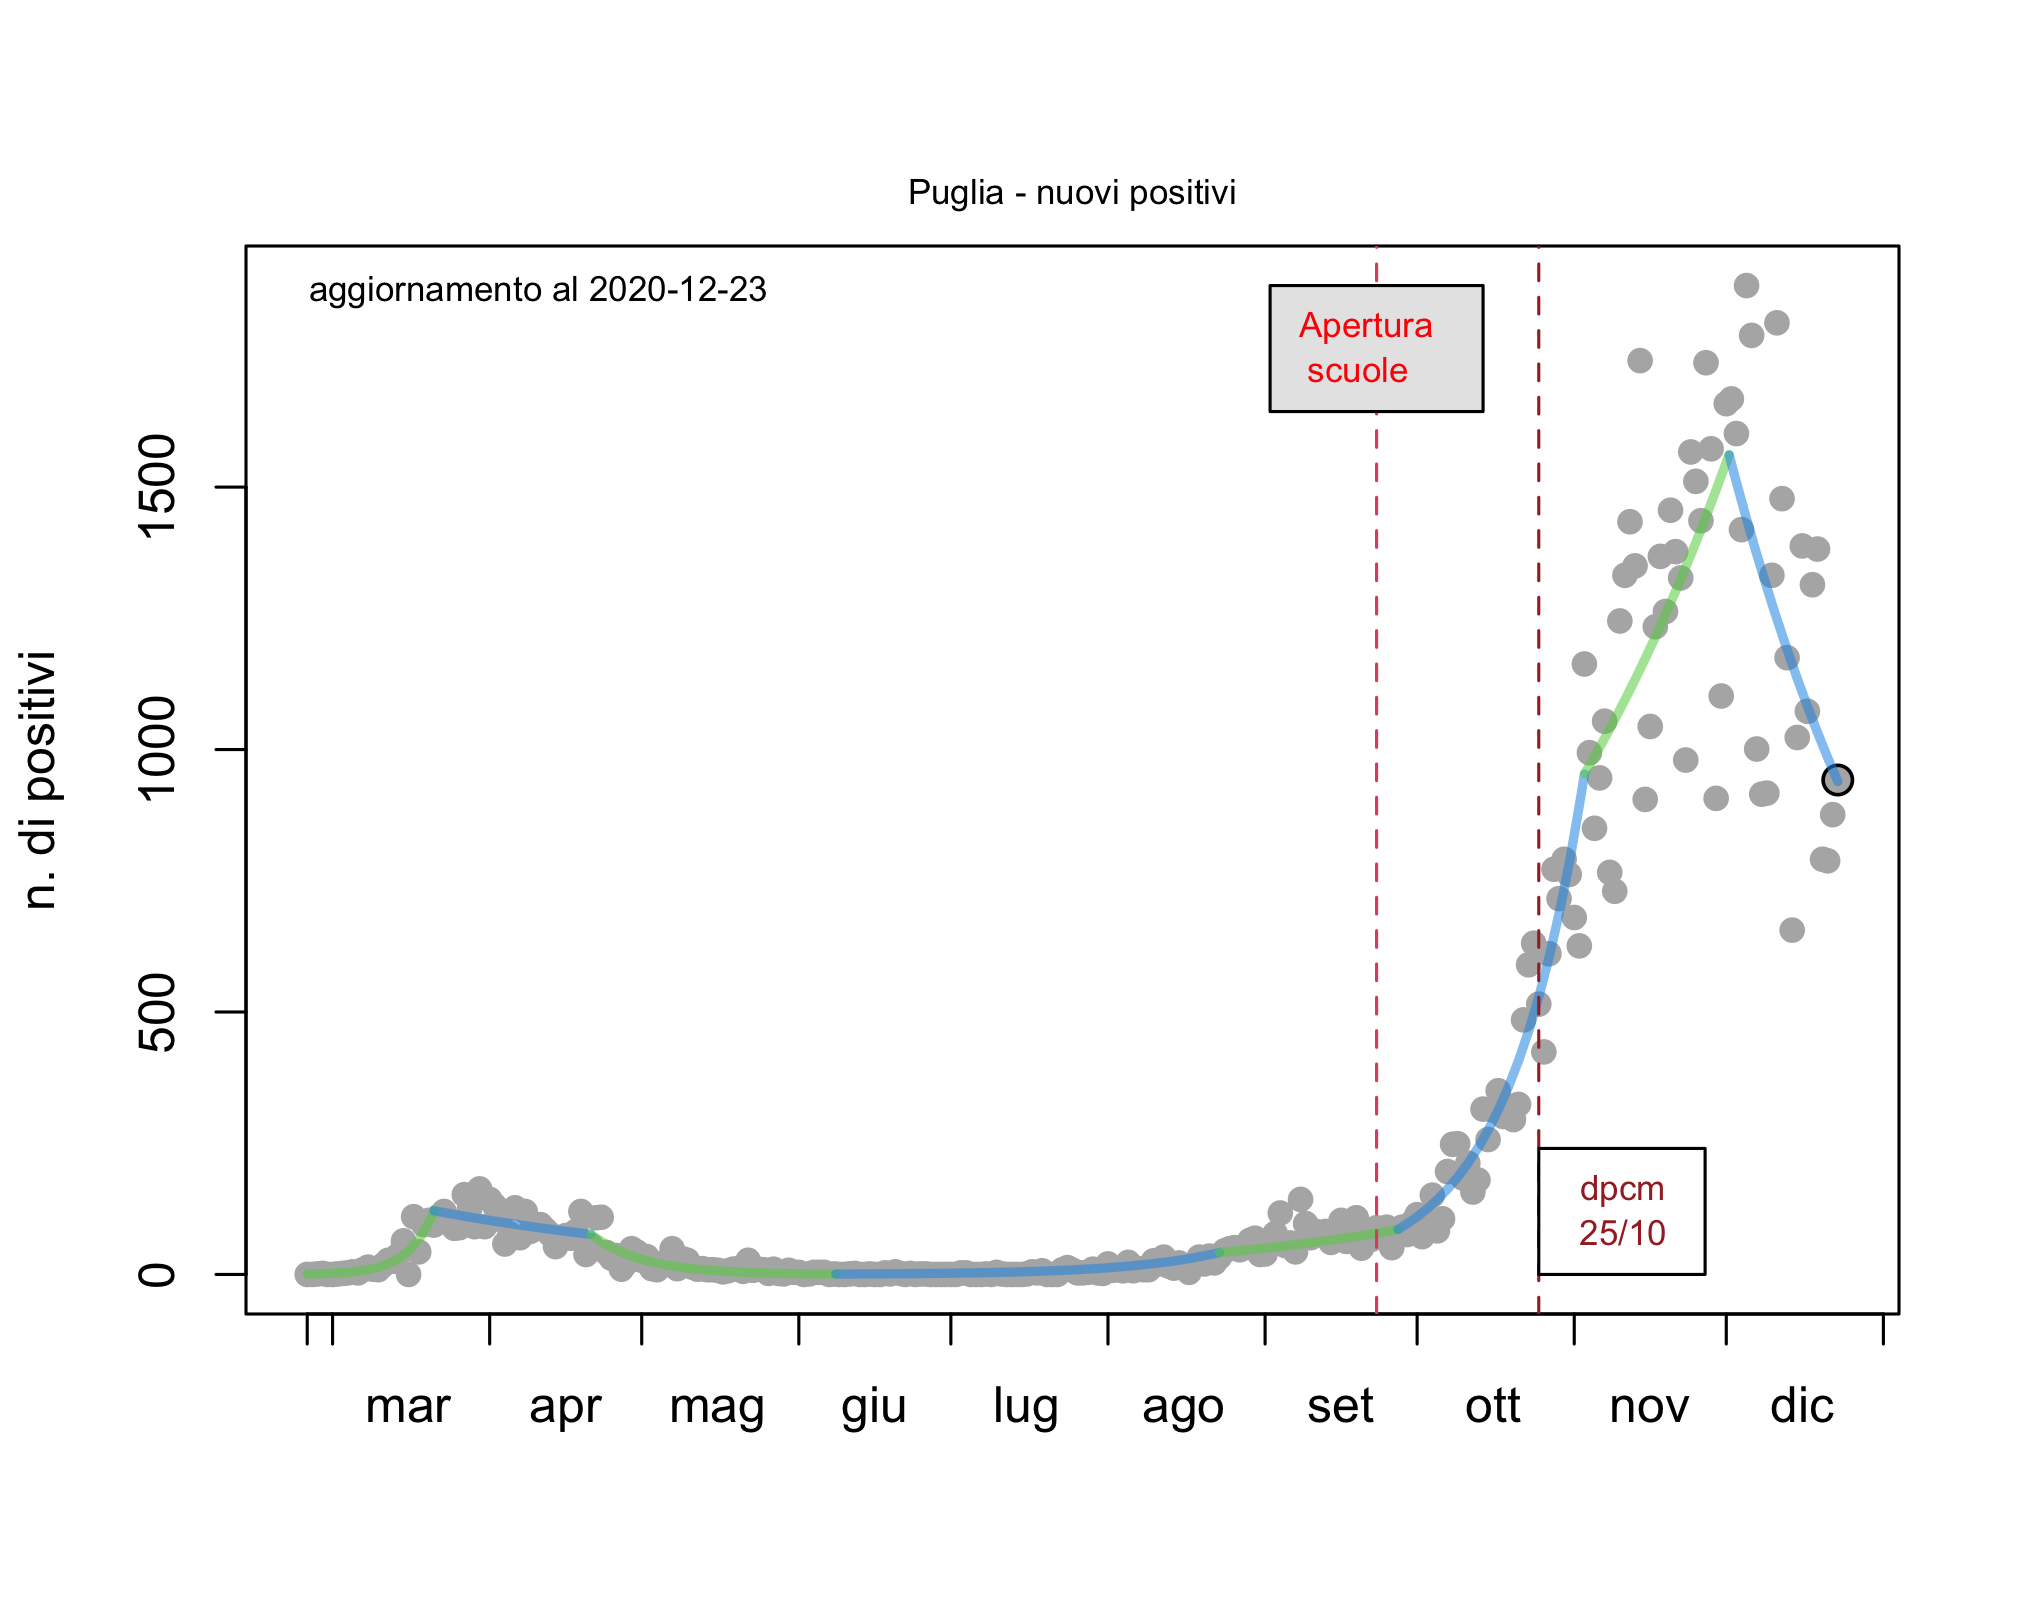 Puglia - nuovi positivi
aggiornamento al 2020-12-23
Apertura
scuole
n. di positivi
1500
1000
500
0
dpcm
25/10
mar apr mag giu lug ago set ott nov dic